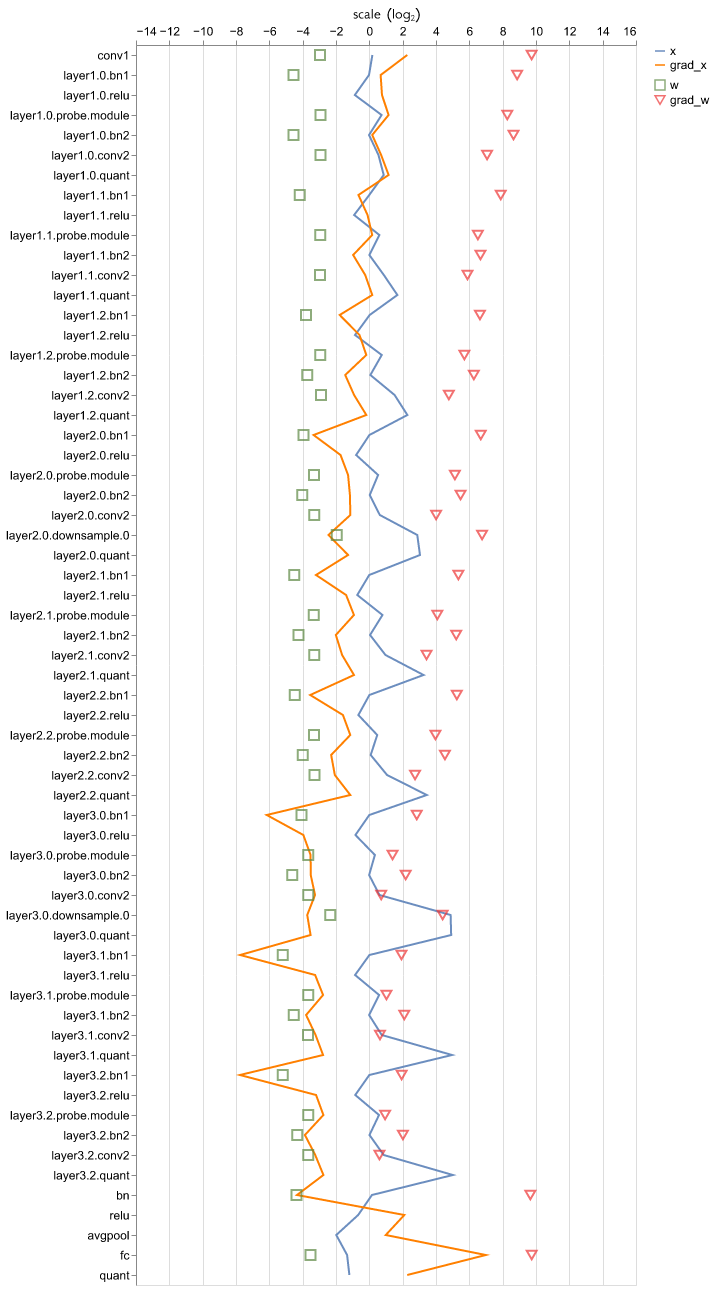 scale (log₂)
−14 −12 −10 −8 −6 −4 −2 0 2 4 6 8 10 12 14 16
x
grad_x
w
grad_w
conv1
layer1.0.bn1
layer1.0.relu
layer1.0.probe.module
layer1.0.bn2
layer1.0.conv2
layer1.0.quant
layer1.1.bn1
layer1.1.relu
layer1.1.probe.module
layer1.1.bn2
layer1.1.conv2
layer1.1.quant
layer1.2.bn1
layer1.2.relu
layer1.2.probe.module
layer1.2.bn2
layer1.2.conv2
layer1.2.quant
layer2.0.bn1
layer2.0.relu
layer2.0.probe.module
layer2.0.bn2
layer2.0.conv2
layer2.0.downsample.0
layer2.0.quant
layer2.1.bn1
layer2.1.relu
layer2.1.probe.module
layer2.1.bn2
layer2.1.conv2
layer2.1.quant
layer2.2.bn1
layer2.2.relu
layer2.2.probe.module
layer2.2.bn2
layer2.2.conv2
layer2.2.quant
layer3.0.bn1
layer3.0.relu
layer3.0.probe.module
layer3.0.bn2
layer3.0.conv2
layer3.0.downsample.0
layer3.0.quant
layer3.1.bn1
layer3.1.relu
layer3.1.probe.module
layer3.1.bn2
layer3.1.conv2
layer3.1.quant
layer3.2.bn1
layer3.2.relu
layer3.2.probe.module
layer3.2.bn2
layer3.2.conv2
layer3.2.quant
bn
relu
avgpool
fc
quant